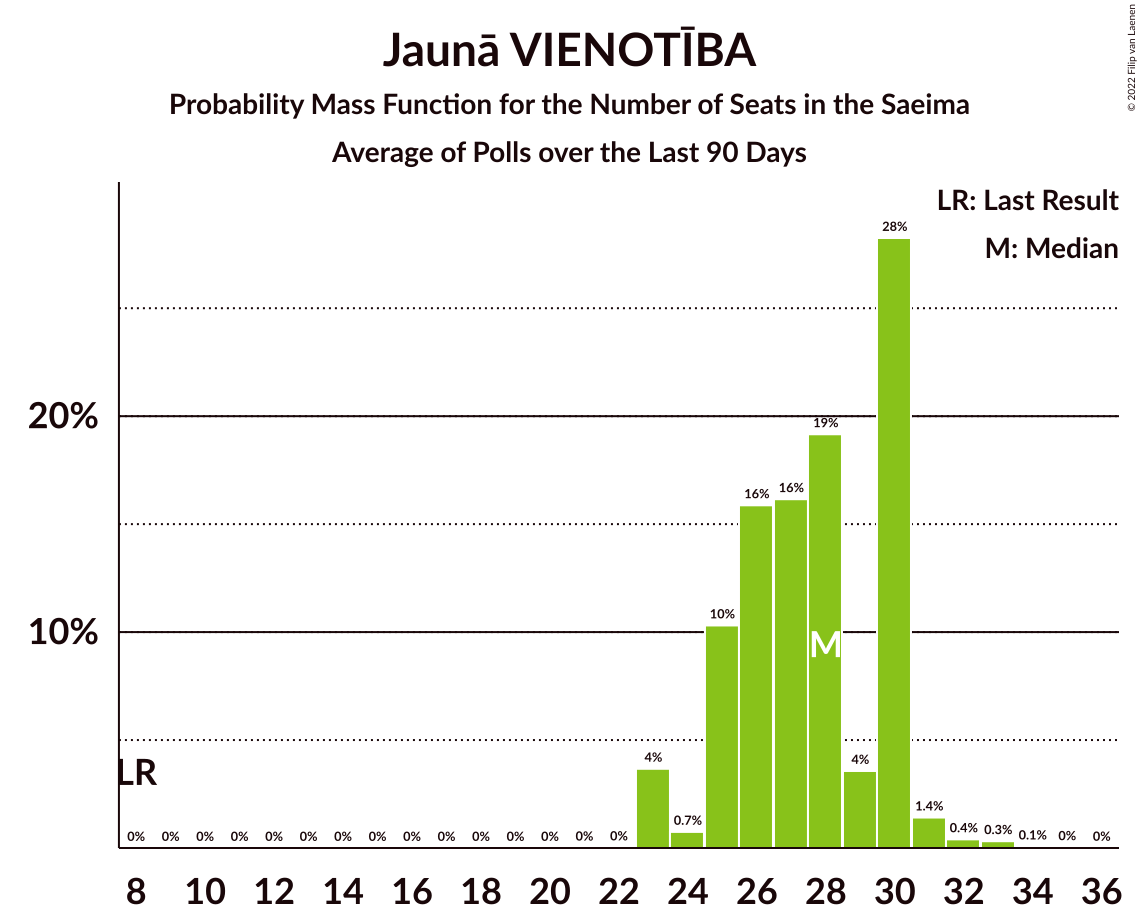 Jaunā VIENOTĪBA
Probability Mass Function for the Number of Seats in the Saeima
Average of Polls over the Last 90 Days
© 2022 Filip van Laenen
LR: Last Result
M: Median
28%
20%
19%
16% 16%
10%
10%
M
4% 4%
LR
1.4%
0.7%
0.4% 0.3% 0.1%
0% 0% 0% 0% 0% 0% 0% 0% 0% 0% 0% 0% 0% 0% 0% 0% 0%
8 10 12 14 16 18 20 22 24 26 28 30 32 34 36